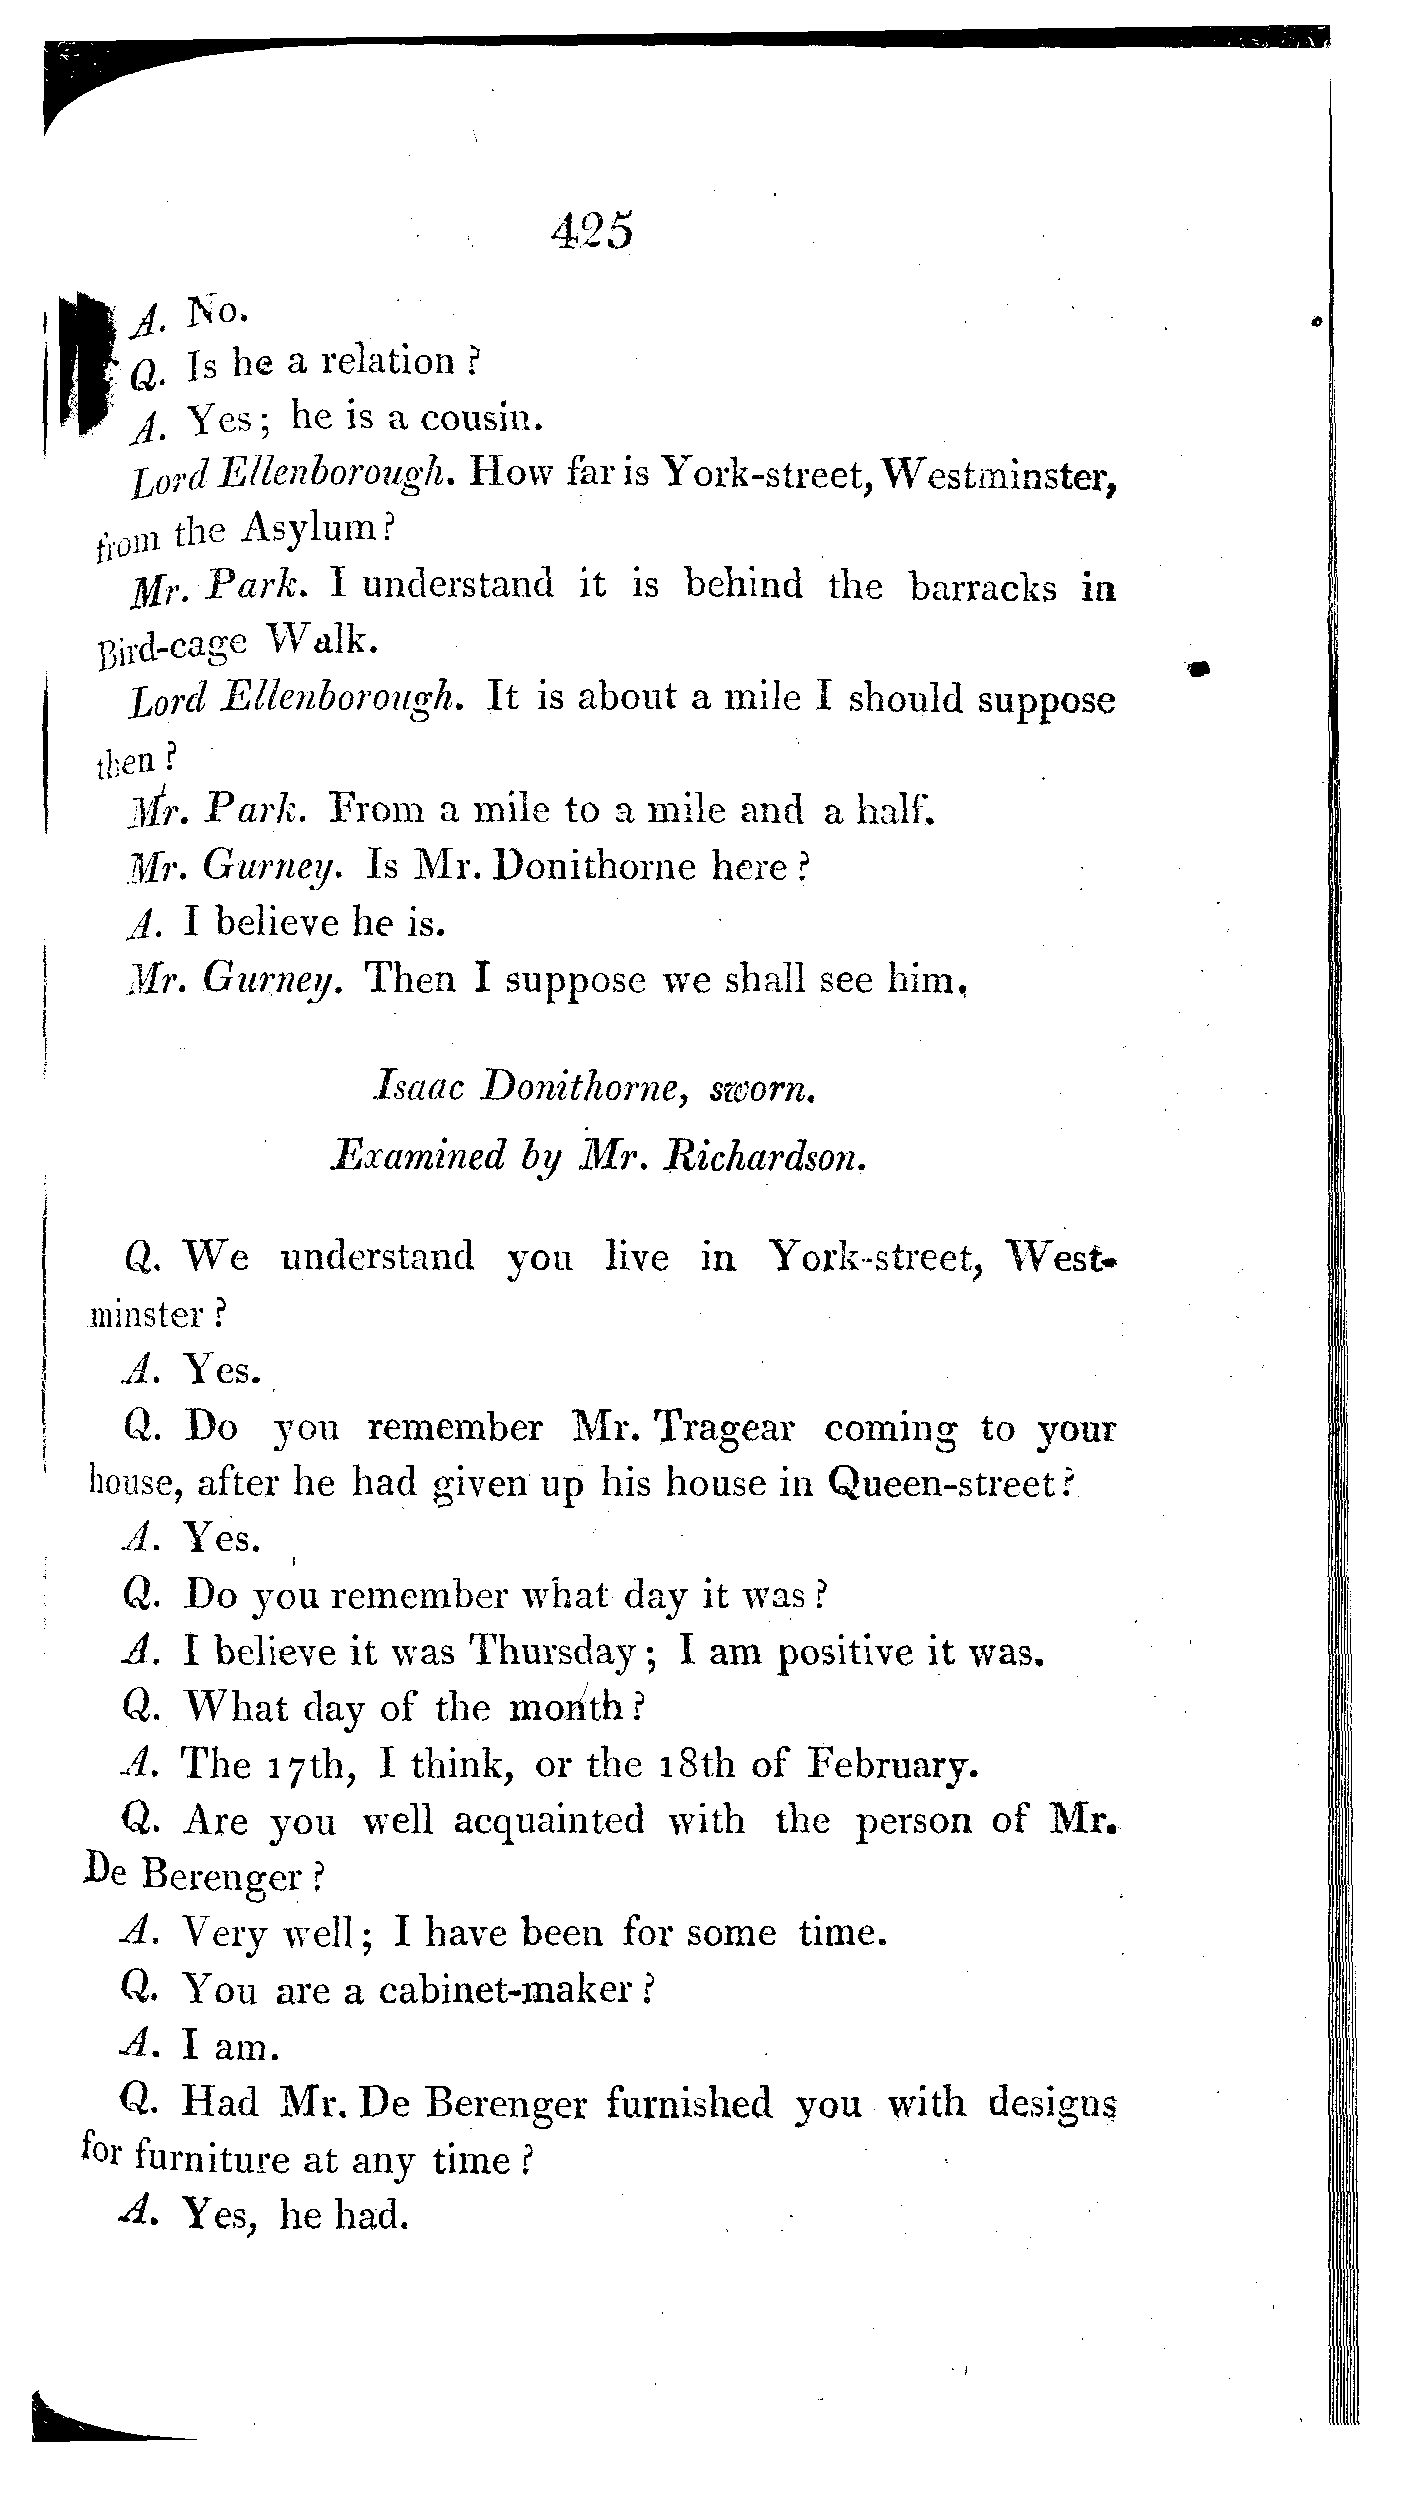 425
A. No.
Q. Is he a relation?
A. Yes; he is a cousin.
Lord Ellenborough. How far is York-street, Westminster,
from the Asylum?
Mr. Park. I understand it is behind the barracks in
Bird-cage Walk.
Lord Ellenborough. It is about a mile I should suppose
then?
Mr. Park. From a mile to a mile and a half.
Mr. Gurney. Is Mr. Donithorne here?
A. I believe he is.
Mr. Gurney. Then I suppose we shall see him.
Isaac Donithorne, sworn.
Examined by Mr. Richardson.
Q. We understand you live in York-street, West-
minster?
A. Yes.
Q. Do you remember Mr. Tragear coming to your
house, after he had given up his house in Queen-street?
A. Yes.
Q. Do you remember what day it was?
A. I believe it was Thursday; I am positive it was.
Q. What day of the month?
A. The 17th, I think, or the 18th of February.
Q. Are you well acquainted with the person of Mr.
De Berenger?
A. Very well; I have been for some time.
Q. You are a cabinet-maker?
A. I am.
Q. Had Mr. De Berenger furnished you with designs
for furniture at any time?
A. Yes, he had.